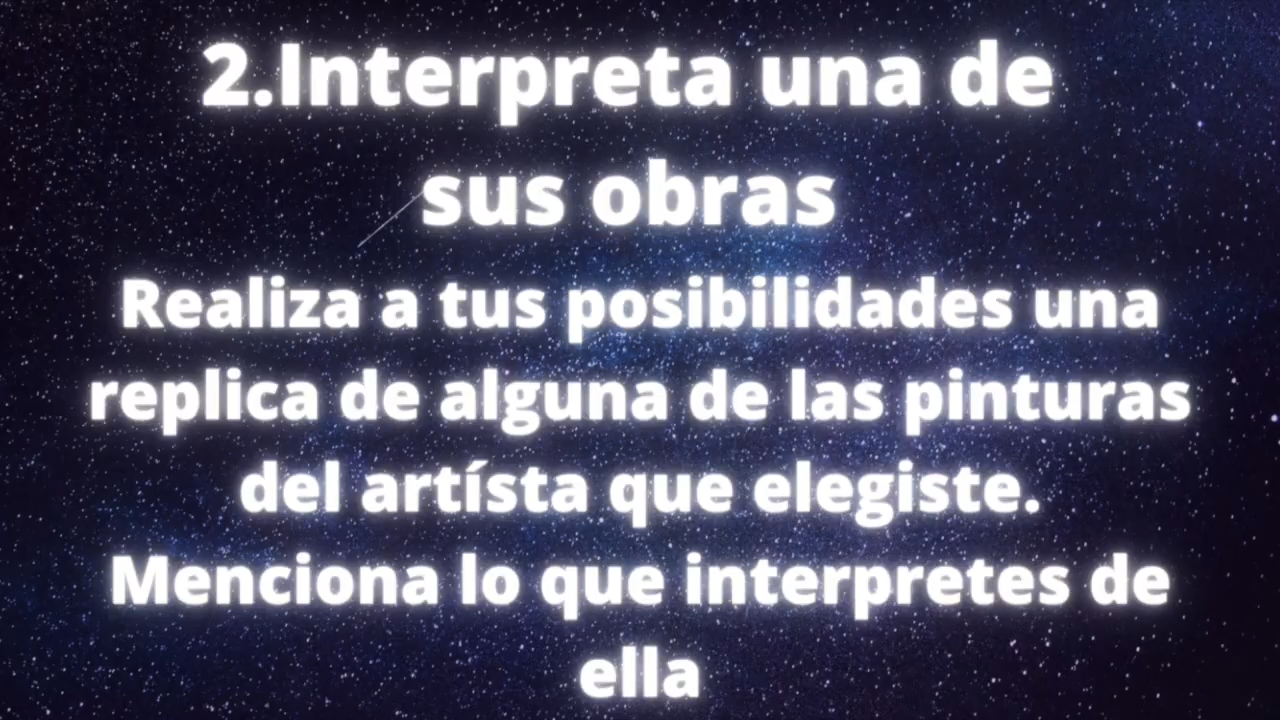 2.Interpreta una de
sus obras
Realiza a tus posibilidades una
replica de alguna de las pinturas
del artísta que elegiste.
Menciona lo que interpretes de
ella